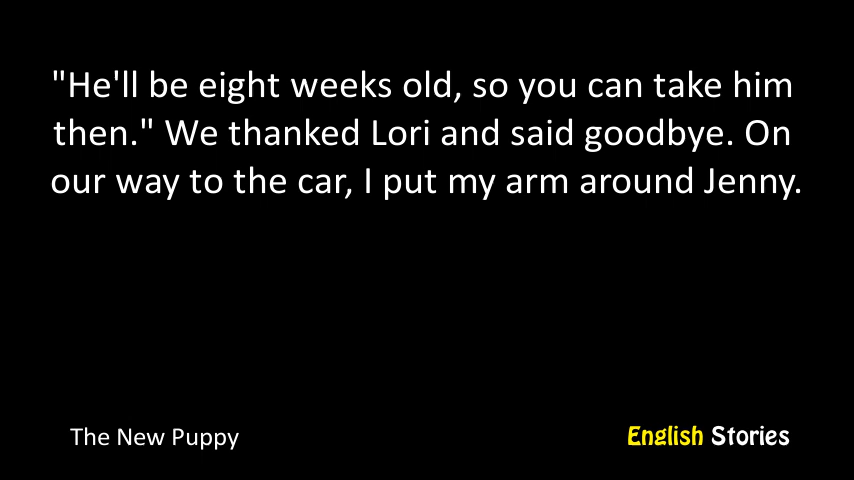 "He'll be eight weeks old, so you can take him
then." We thanked Lori and said goodbye. On
our way to the car, I put my arm around Jenny.
The New Puppy
English Stories